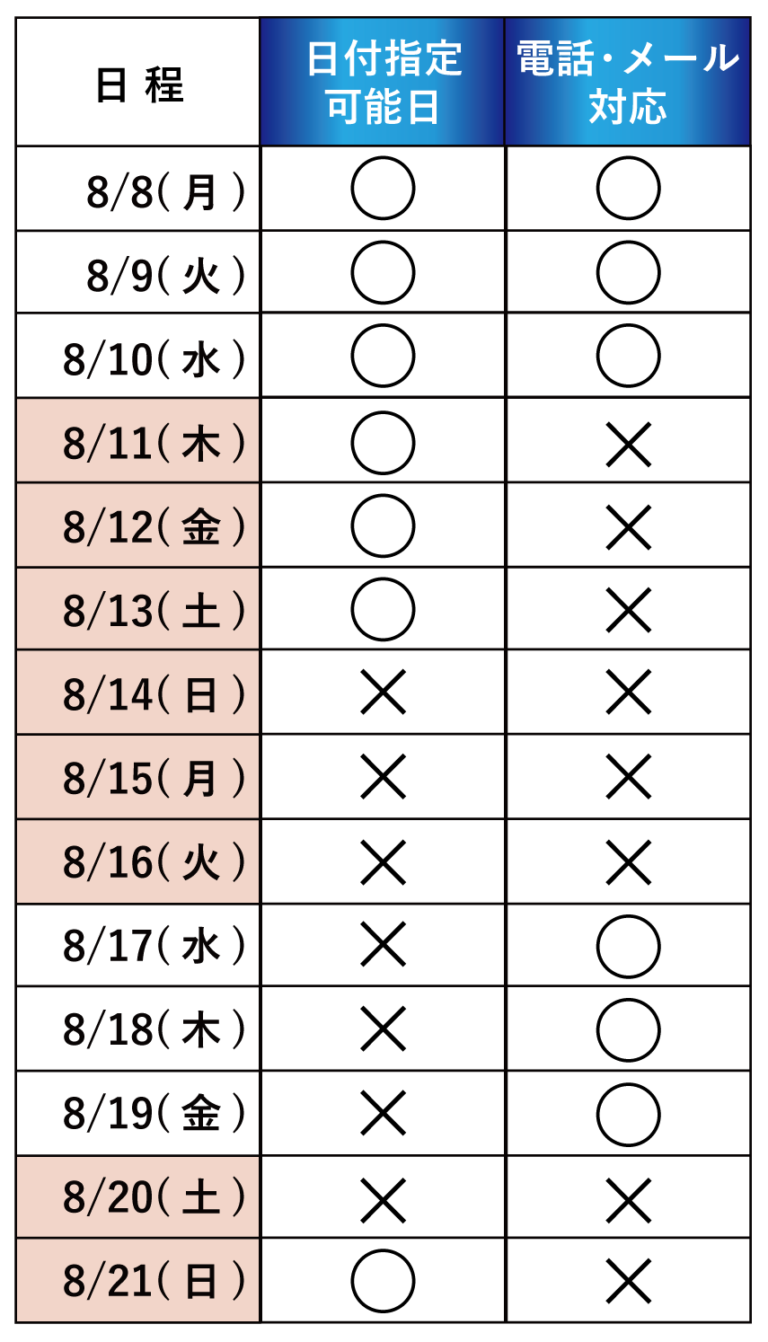 日程 日付指定可能日 電話・メール対応
8/8(月) ○ ○
8/9(火) ○ ○
8/10(水) ○ ○
8/11(木) ○ ×
8/12(金) ○ ×
8/13(土) ○ ×
8/14(日) × ×
8/15(月) × ×
8/16(火) × ×
8/17(水) × ○
8/18(木) × ○
8/19(金) × ○
8/20(土) × ×
8/21(日) ○ ×